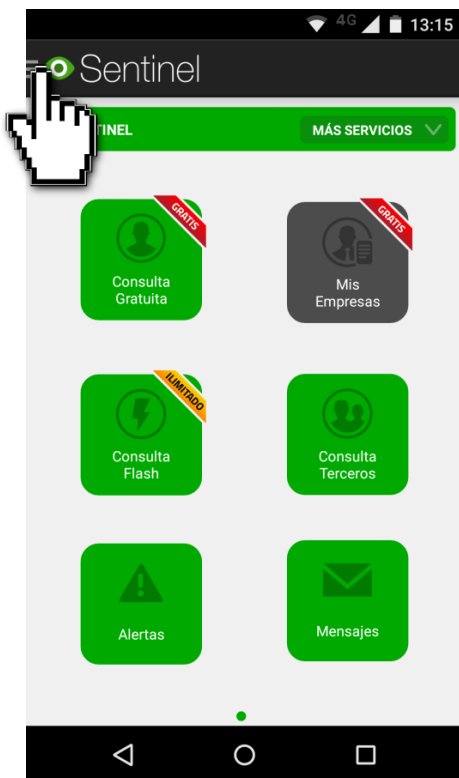 4G 13:15
Sentinel
TINEL MÁS SERVICIOS
GRATIS
Consulta
Gratuita
GRATIS
Mis
Empresas
ILIMITADO
Consulta
Flash
Consulta
Terceros
Alertas
Mensajes